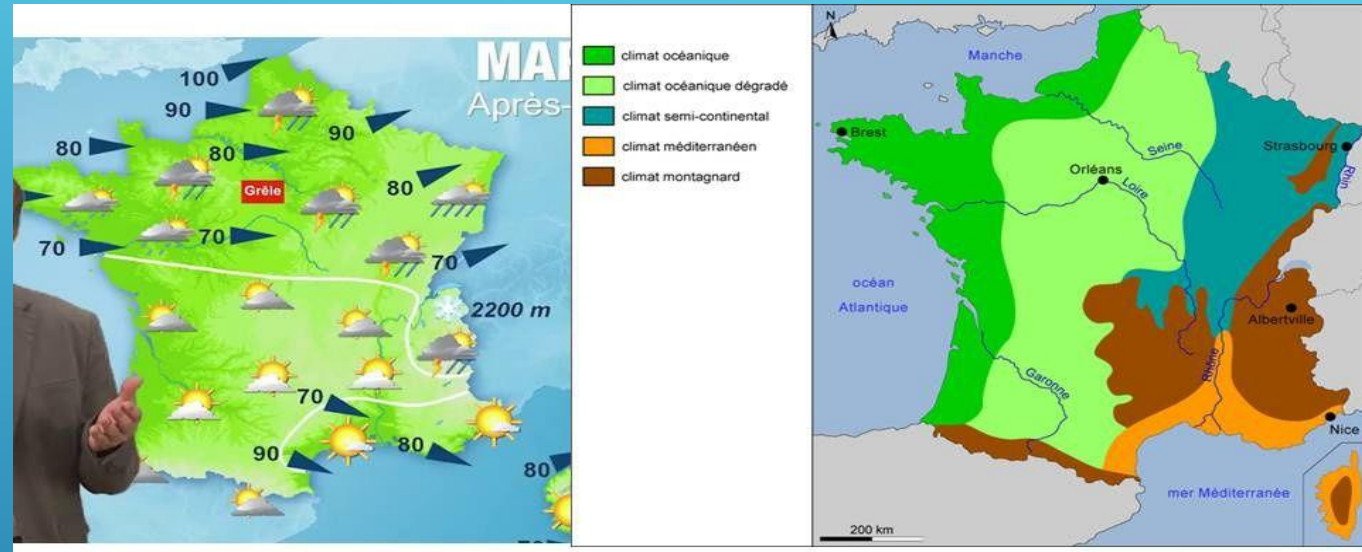 MAR
Après-
100
90
90
80
80
80
Grêle
70
70
70
2200 m
70
90
80
80
climat océanique
climat océanique dégradé
climat semi-continental
climat méditerranéen
climat montagnard
N
Manche
Brest
Seine
Strasbourg
Rhin
Orléans
Loire
océan
Atlantique
Albertville
Rhône
Garonne
Nice
mer Méditerranée
200 km